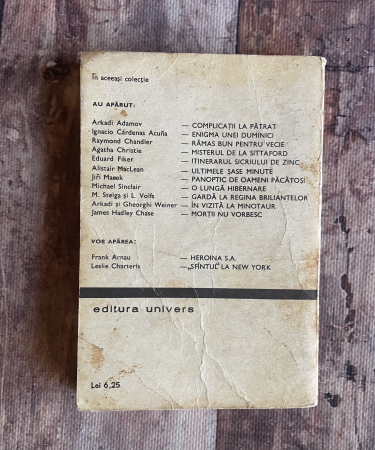 În aceeași colecție
AU APĂRUT:
Arkadi Adamov — COMPLICAȚII LA PĂTRAT
Ignacio Cárdenas Acuña — ENIGMA UNEI DUMINICI
Raymond Chandler — RĂMAS BUN PENTRU VECIE
Agatha Christie — MISTERUL DE LA SITTAFORD
Eduard Fiker — ITINERARUL SICRIULUI DE ZINC
Alistair MacLean — ULTIMELE ȘASE MINUTE
Jiří Marek — PANOPTIC DE OAMENI PĂCĂTOȘI
Michael Sinclair — O LUNGĂ HIBERNARE
M. Steiga și L. Volfs — GARDĂ LA REGINA BRILIANTELOR
Arkadi și Gheorghi Weiner — ÎN VIZITĂ LA MINOTAUR
James Hadley Chase — MORȚII NU VORBESC
VOR APĂREA:
Frank Arnau — HEROINA S.A.
Leslie Charteris — „SFÎNTUL" LA NEW YORK
editura univers
Lei 6,25